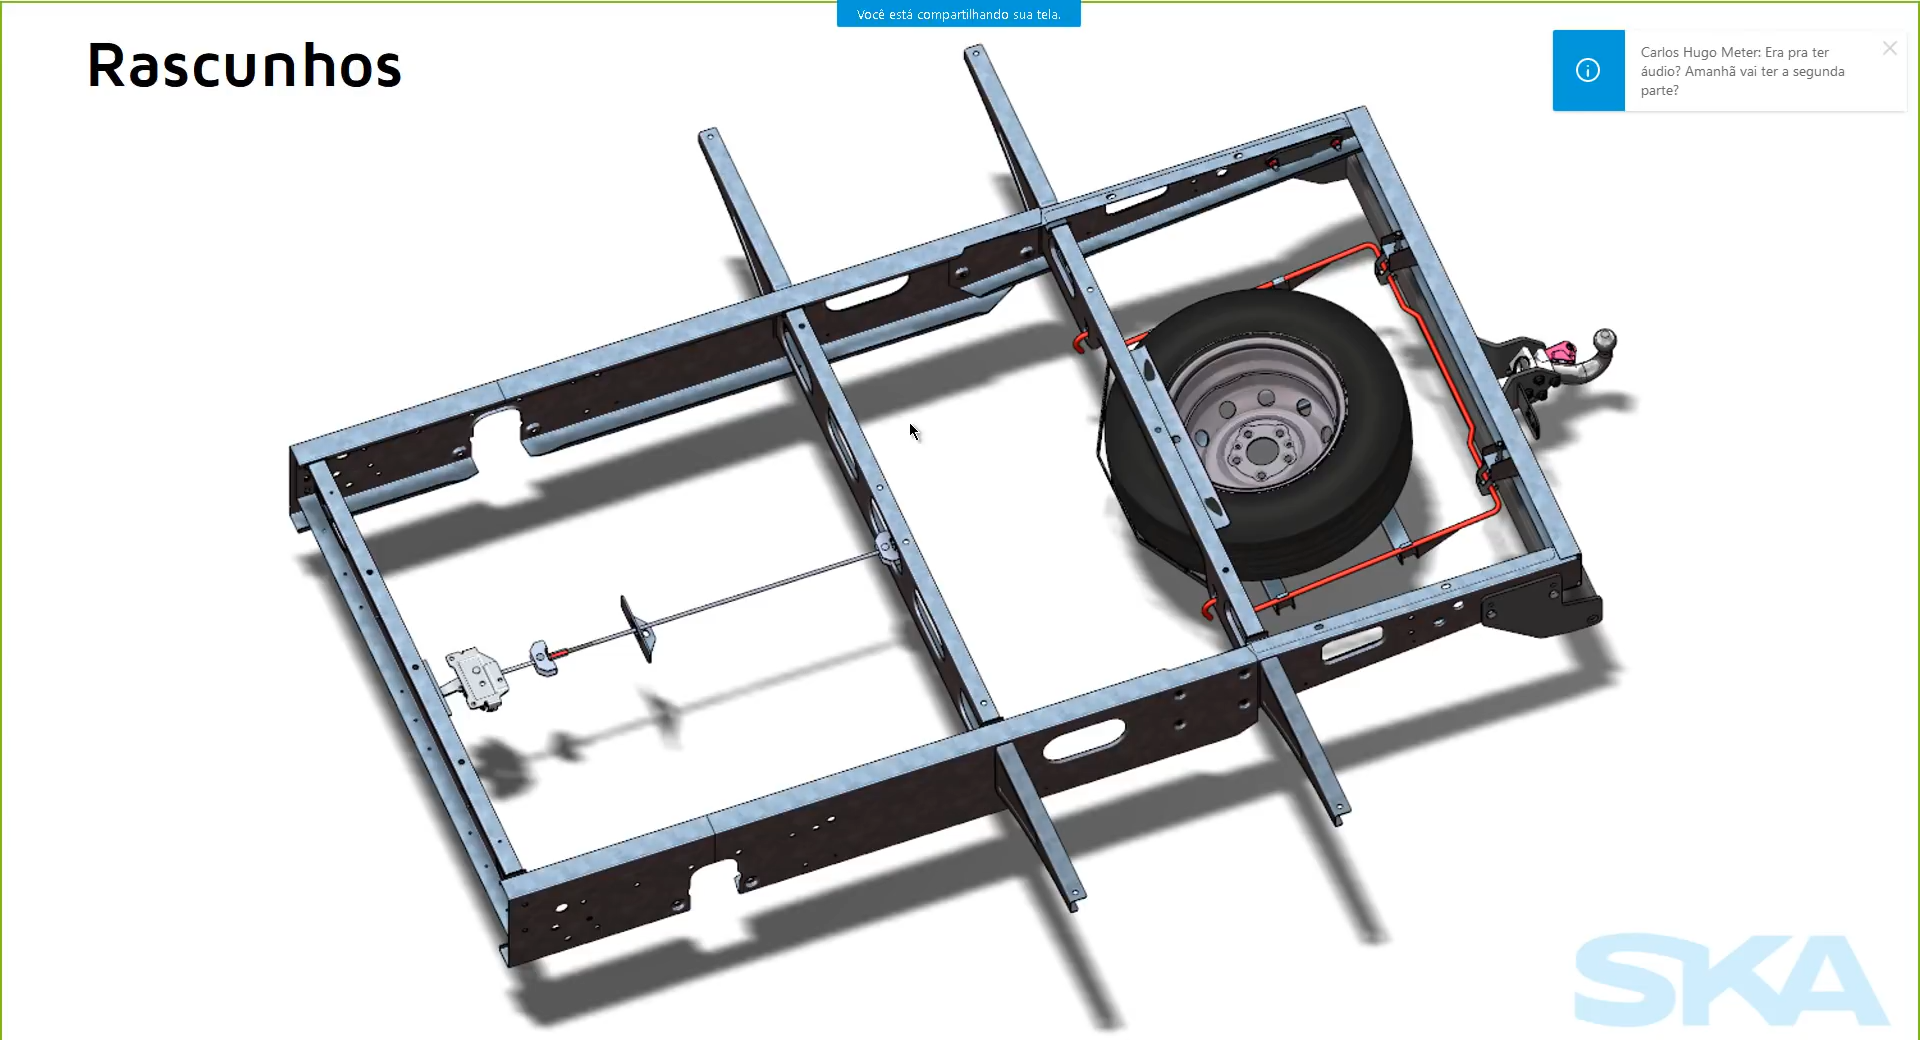 Você está compartilhando sua tela.
Rascunhos
Carlos Hugo Meter: Era pra ter
áudio? Amanhã vai ter a segunda
parte?
SKA